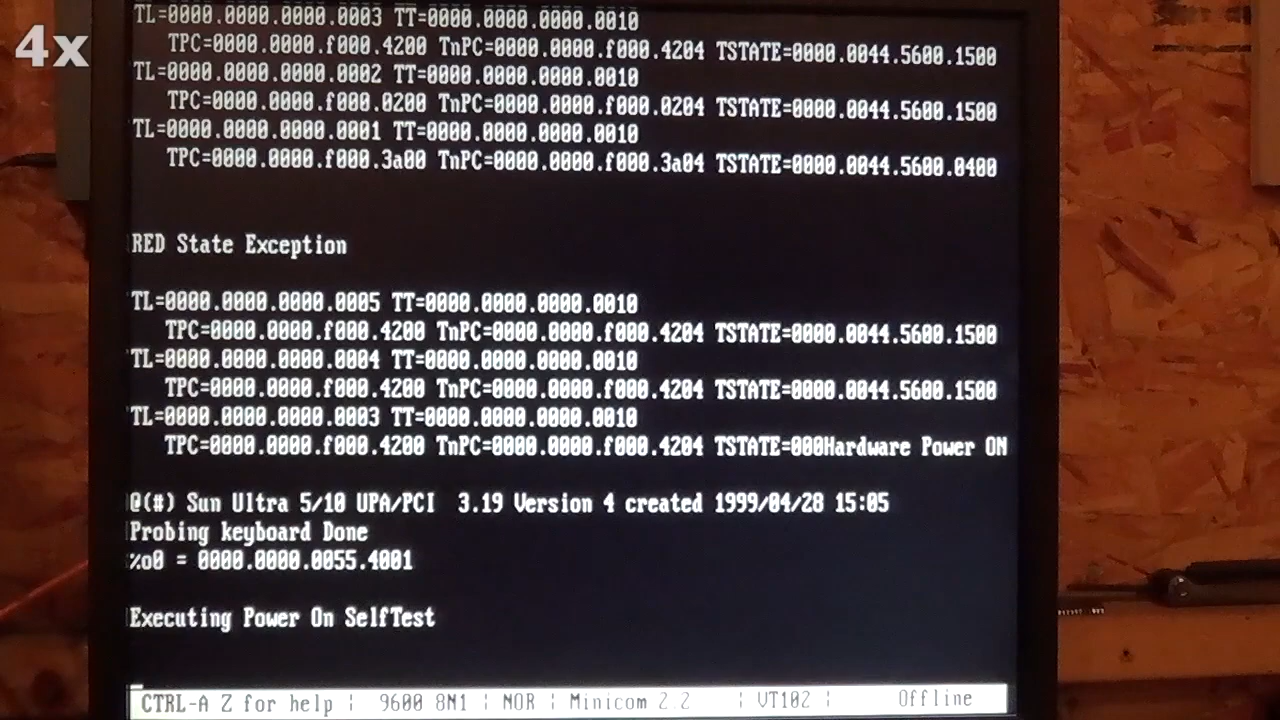 4x
TL=0000.0000.0000.0003 TT=0000.0000.0000.0010
TPC=0000.0000.f000.4200 TnPC=0000.0000.f000.4204 TSTATE=0000.0044.5600.1500
TL=0000.0000.0000.0002 TT=0000.0000.0000.0010
TPC=0000.0000.f000.0200 TnPC=0000.0000.f000.0204 TSTATE=0000.0044.5600.1500
TL=0000.0000.0000.0001 TT=0000.0000.0000.0010
TPC=0000.0000.f000.3a00 TnPC=0000.0000.f000.3a04 TSTATE=0000.0044.5600.0400
RED State Exception
TL=0000.0000.0000.0005 TT=0000.0000.0000.0010
TPC=0000.0000.f000.4200 TnPC=0000.0000.f000.4204 TSTATE=0000.0044.5600.1500
TL=0000.0000.0000.0004 TT=0000.0000.0000.0010
TPC=0000.0000.f000.4200 TnPC=0000.0000.f000.4204 TSTATE=0000.0044.5600.1500
TL=0000.0000.0000.0003 TT=0000.0000.0000.0010
TPC=0000.0000.f000.4200 TnPC=0000.0000.f000.4204 TSTATE=000Hardware Power ON
@(#) Sun Ultra 5/10 UPA/PCI 3.19 Version 4 created 1999/04/28 15:05
Probing keyboard Done
%o0 = 0000.0000.0055.4001
Executing Power On SelfTest
CTRL-A Z for help | 9600 8N1 | NOR | Minicom 2.2 | VT102 | Offline